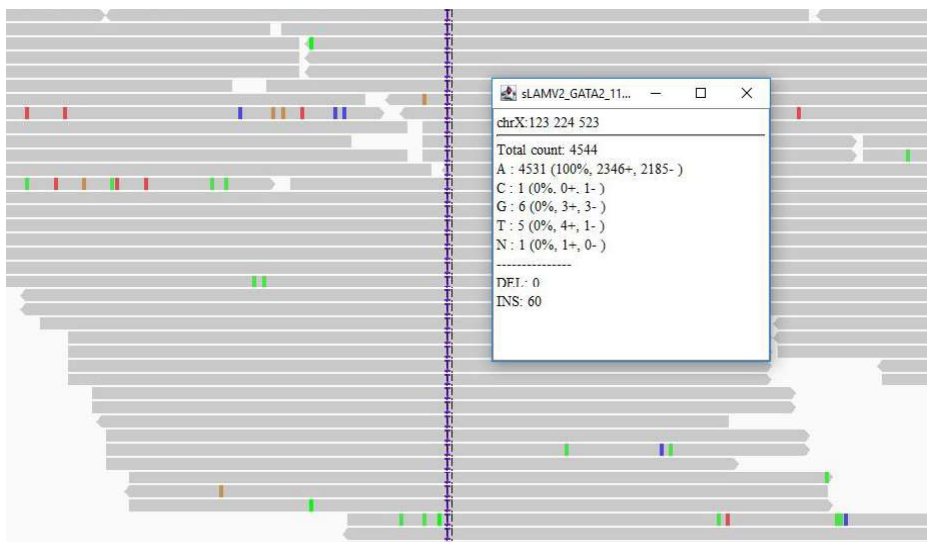 sLAMV2_GATA2_11...
chrX:123 224 523
Total count: 4544
A : 4531 (100%, 2346+, 2185- )
C : 1 (0%, 0+, 1- )
G : 6 (0%, 3+, 3- )
T : 5 (0%, 4+, 1- )
N : 1 (0%, 1+, 0- )
---------------
DEL: 0
INS: 60